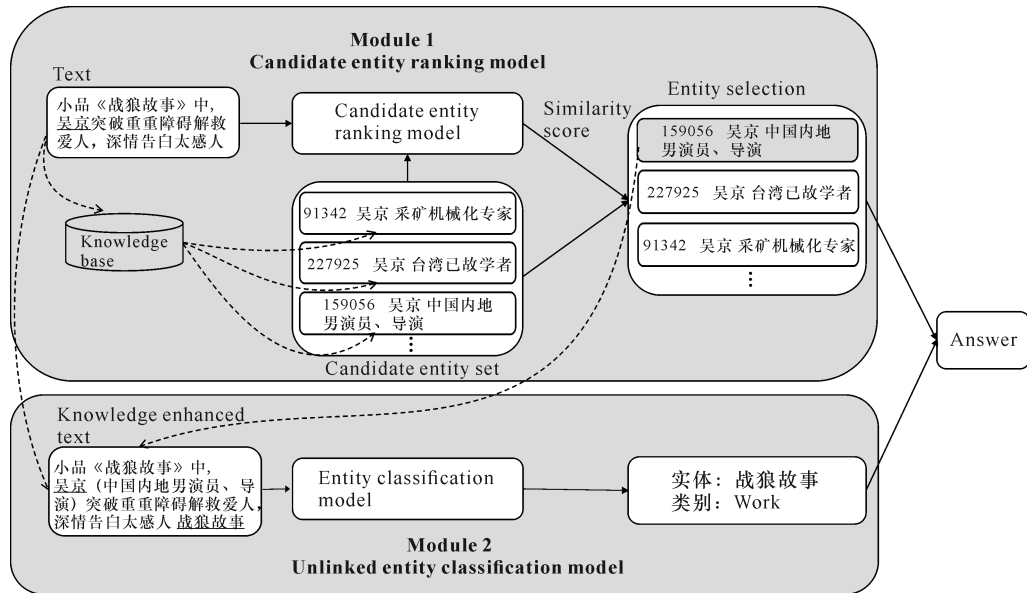 Module 1
Candidate entity ranking model
Text
小品《战狼故事》中，
吴京突破重重障碍解救
爱人，深情告白太感人
Candidate entity
ranking model
Similarity
score
Entity selection
159056 吴京 中国内地
男演员、导演
227925 吴京 台湾已故学者
91342 吴京 采矿机械化专家
⋮
Knowledge
base
91342 吴京 采矿机械化专家
227925 吴京 台湾已故学者
159056 吴京 中国内地
男演员、导演
⋮
Candidate entity set
Answer
Knowledge enhanced
text
小品《战狼故事》中，
吴京（中国内地男演员、导
演）突破重重障碍解救爱人，
深情告白太感人 战狼故事
Entity classification
model
实体：战狼故事
类别：Work
Module 2
Unlinked entity classification model